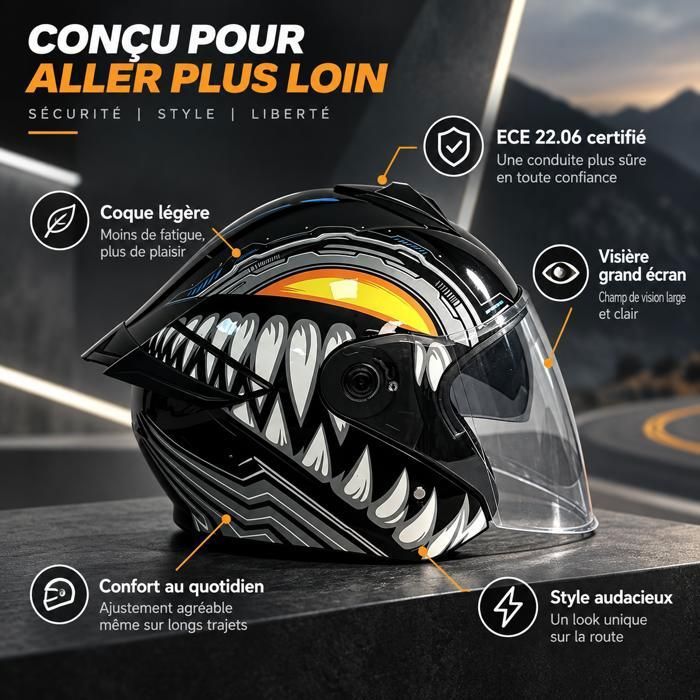 CONÇU POUR
ALLER PLUS LOIN
SÉCURITÉ | STYLE | LIBERTÉ
ECE 22.06 certifié
Une conduite plus sûre
en toute confiance
Coque légère
Moins de fatigue,
plus de plaisir
Visière
grand écran
Champ de vision large
et clair
Confort au quotidien
Ajustement agréable
même sur longs trajets
Style audacieux
Un look unique
sur la route